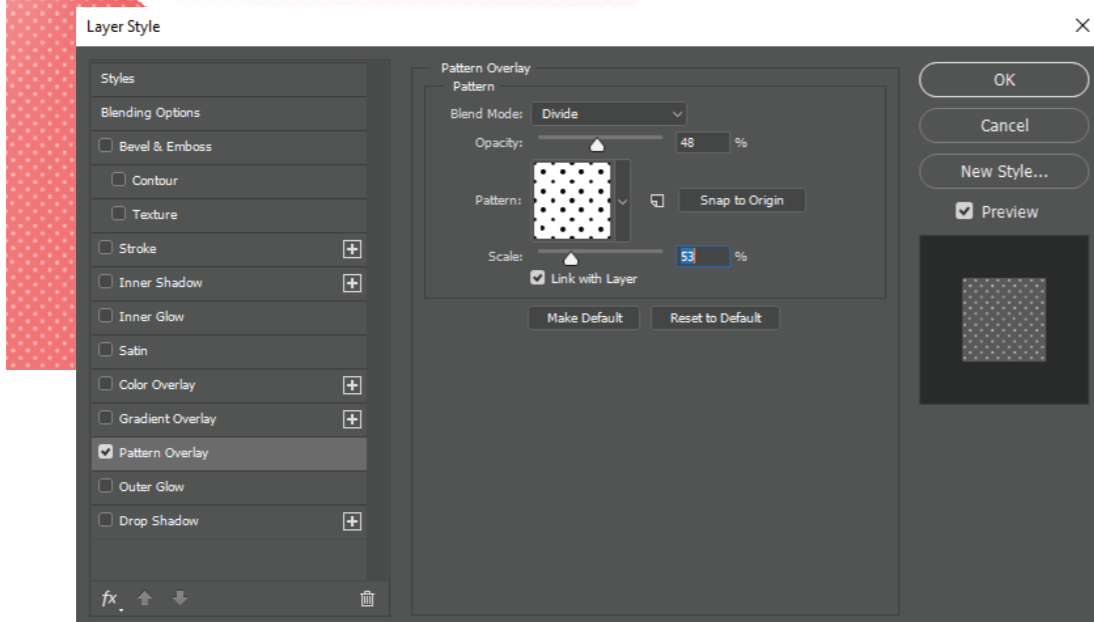 Layer Style
Styles
Blending Options
Bevel & Emboss
Contour
Texture
Stroke
Inner Shadow
Inner Glow
Satin
Color Overlay
Gradient Overlay
Pattern Overlay
Outer Glow
Drop Shadow
fx
Pattern Overlay
Pattern
Blend Mode: Divide
Opacity: 48 %
Pattern: Snap to Origin
Scale: 53 %
Link with Layer
Make Default Reset to Default
OK
Cancel
New Style...
Preview